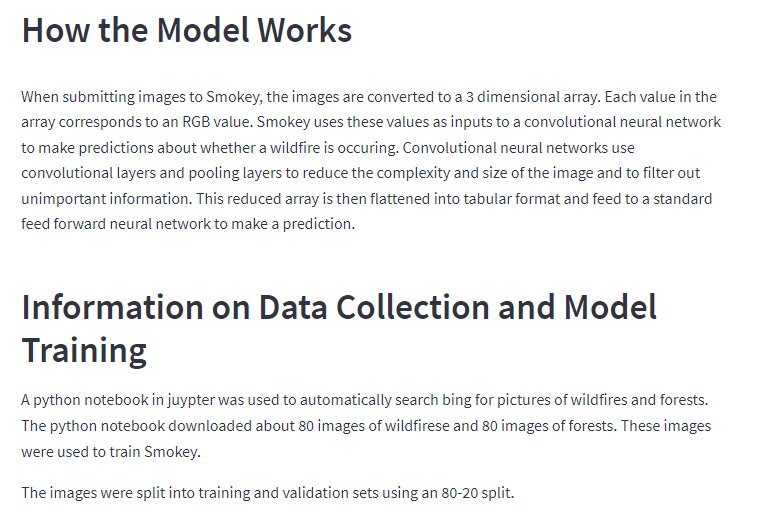 How the Model Works
When submitting images to Smokey, the images are converted to a 3 dimensional array. Each value in the
array corresponds to an RGB value. Smokey uses these values as inputs to a convolutional neural network
to make predictions about whether a wildfire is occuring. Convolutional neural networks use
convolutional layers and pooling layers to reduce the complexity and size of the image and to filter out
unimportant information. This reduced array is then flattened into tabular format and feed to a standard
feed forward neural network to make a prediction.
Information on Data Collection and Model
Training
A python notebook in juypter was used to automatically search bing for pictures of wildfires and forests.
The python notebook downloaded about 80 images of wildfirese and 80 images of forests. These images
were used to train Smokey.
The images were split into training and validation sets using an 80-20 split.